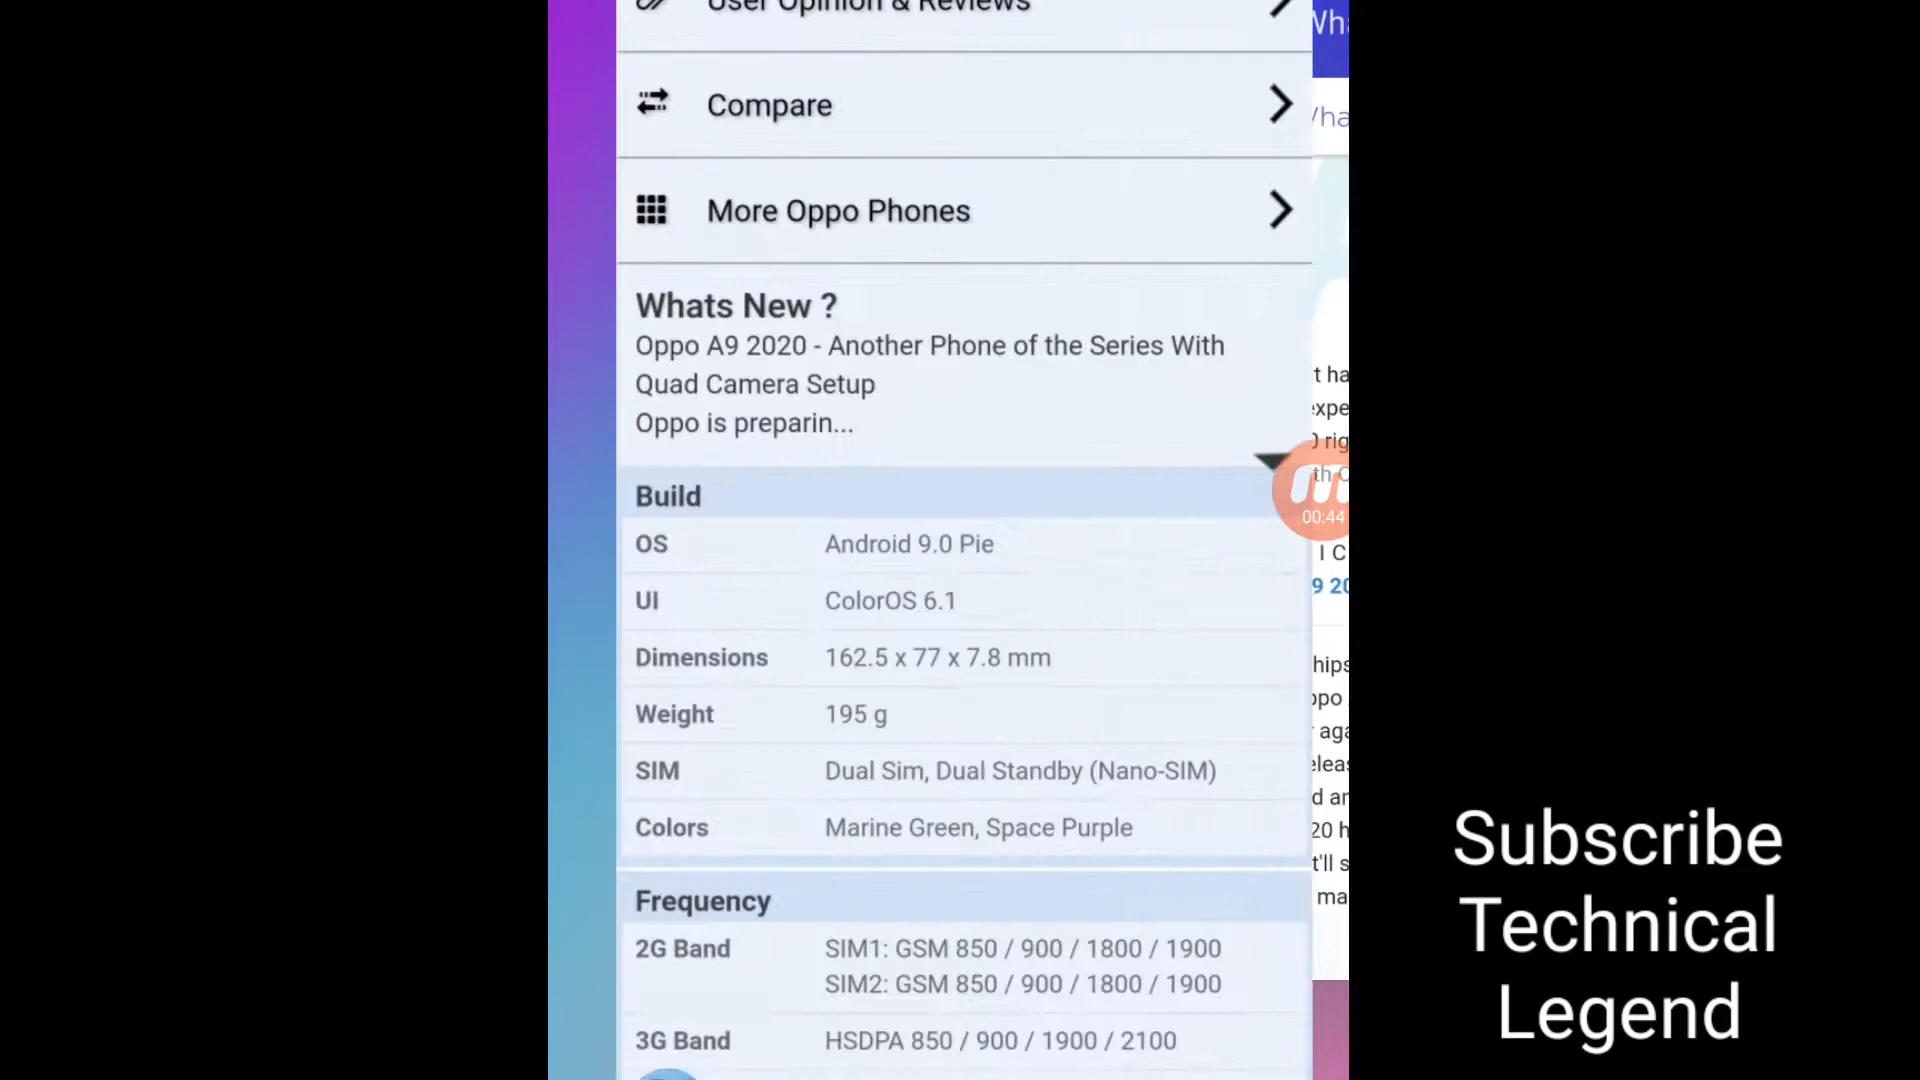 User Opinion & Reviews
Compare
More Oppo Phones
Whats New ?
Oppo A9 2020 - Another Phone of the Series With
Quad Camera Setup
Oppo is preparin...
Build
OS Android 9.0 Pie
UI ColorOS 6.1
Dimensions 162.5 x 77 x 7.8 mm
Weight 195 g
SIM Dual Sim, Dual Standby (Nano-SIM)
Colors Marine Green, Space Purple
Frequency
2G Band SIM1: GSM 850 / 900 / 1800 / 1900
SIM2: GSM 850 / 900 / 1800 / 1900
3G Band HSDPA 850 / 900 / 1900 / 2100
00:44
Subscribe
Technical
Legend